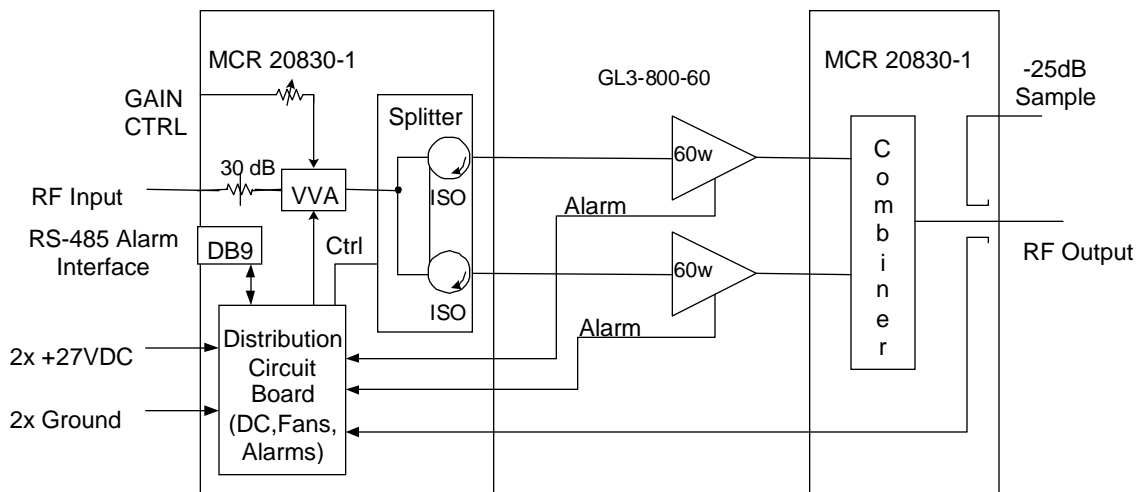 MCR 20830-1
GAIN
CTRL
Splitter
30 dB
VVA
ISO
RF Input
RS-485 Alarm
Interface
DB9
Ctrl
ISO
Distribution
Circuit
Board
(DC,Fans,
Alarms)
2x +27VDC
2x Ground
GL3-800-60
60w
Alarm
60w
Alarm
MCR 20830-1
Combiner
-25dB
Sample
RF Output